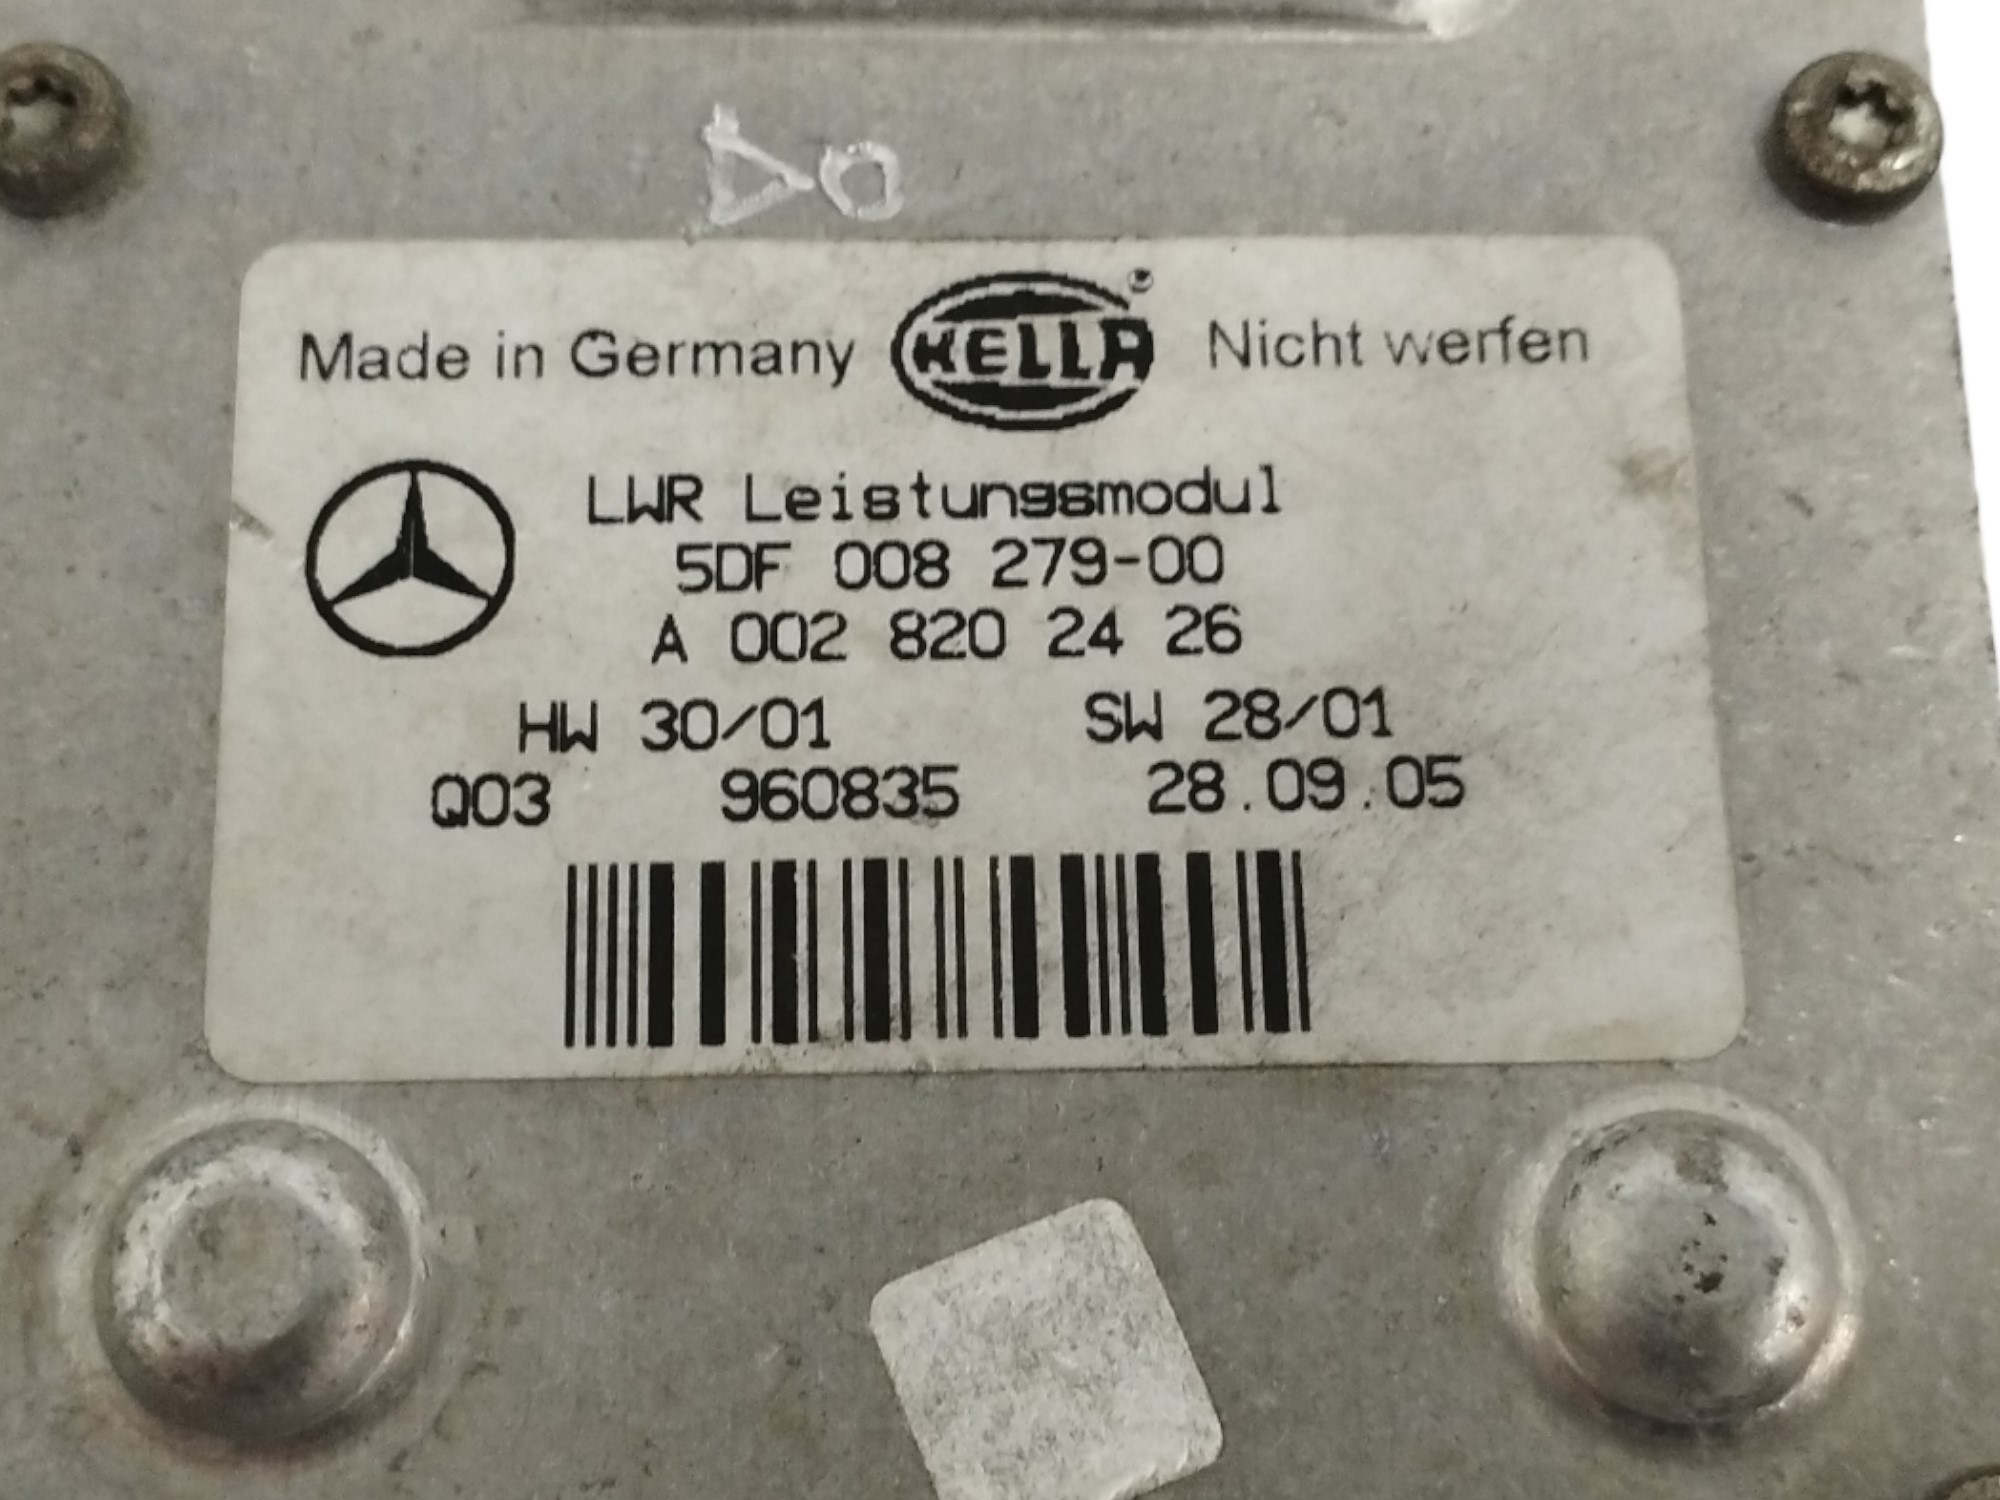 Made in Germany HELLA ® Nicht werfen
LWR Leistungsmodul
5DF 008 279-00
A 002 820 24 26
HW 30/01 SW 28/01
Q03 960835 28.09.05